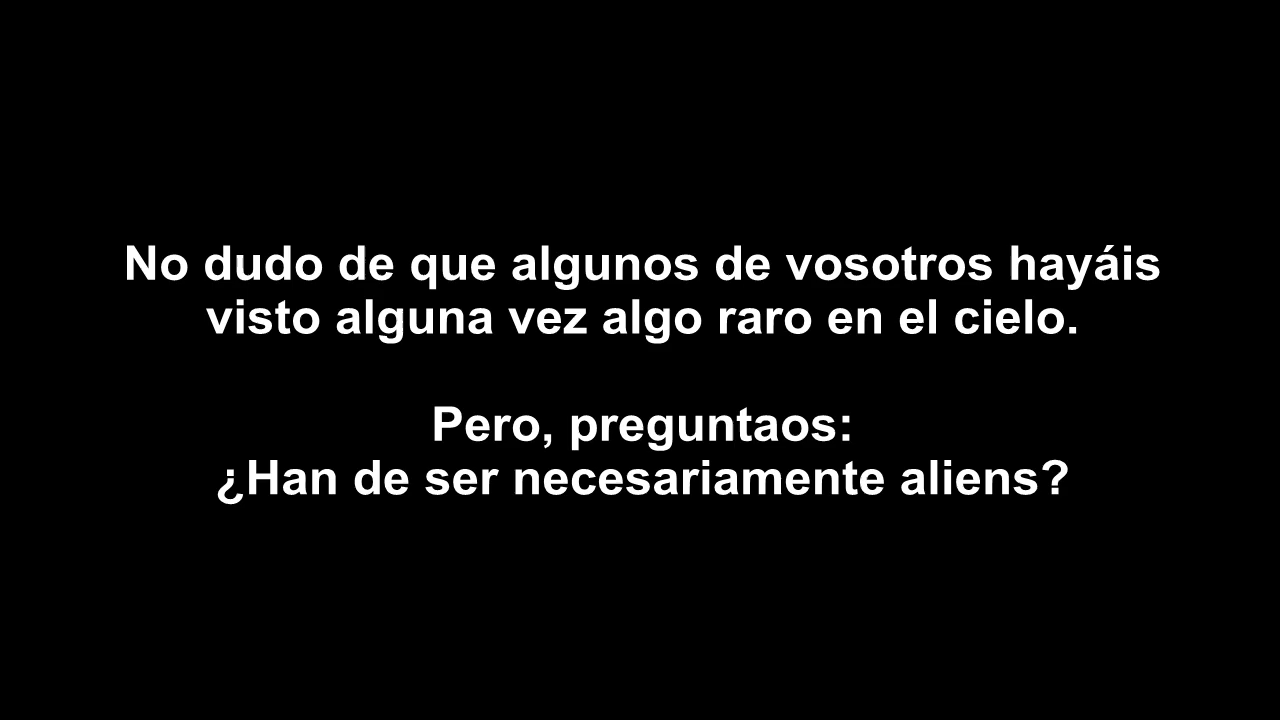 No dudo de que algunos de vosotros hayáis
visto alguna vez algo raro en el cielo.
Pero, preguntaos:
¿Han de ser necesariamente aliens?